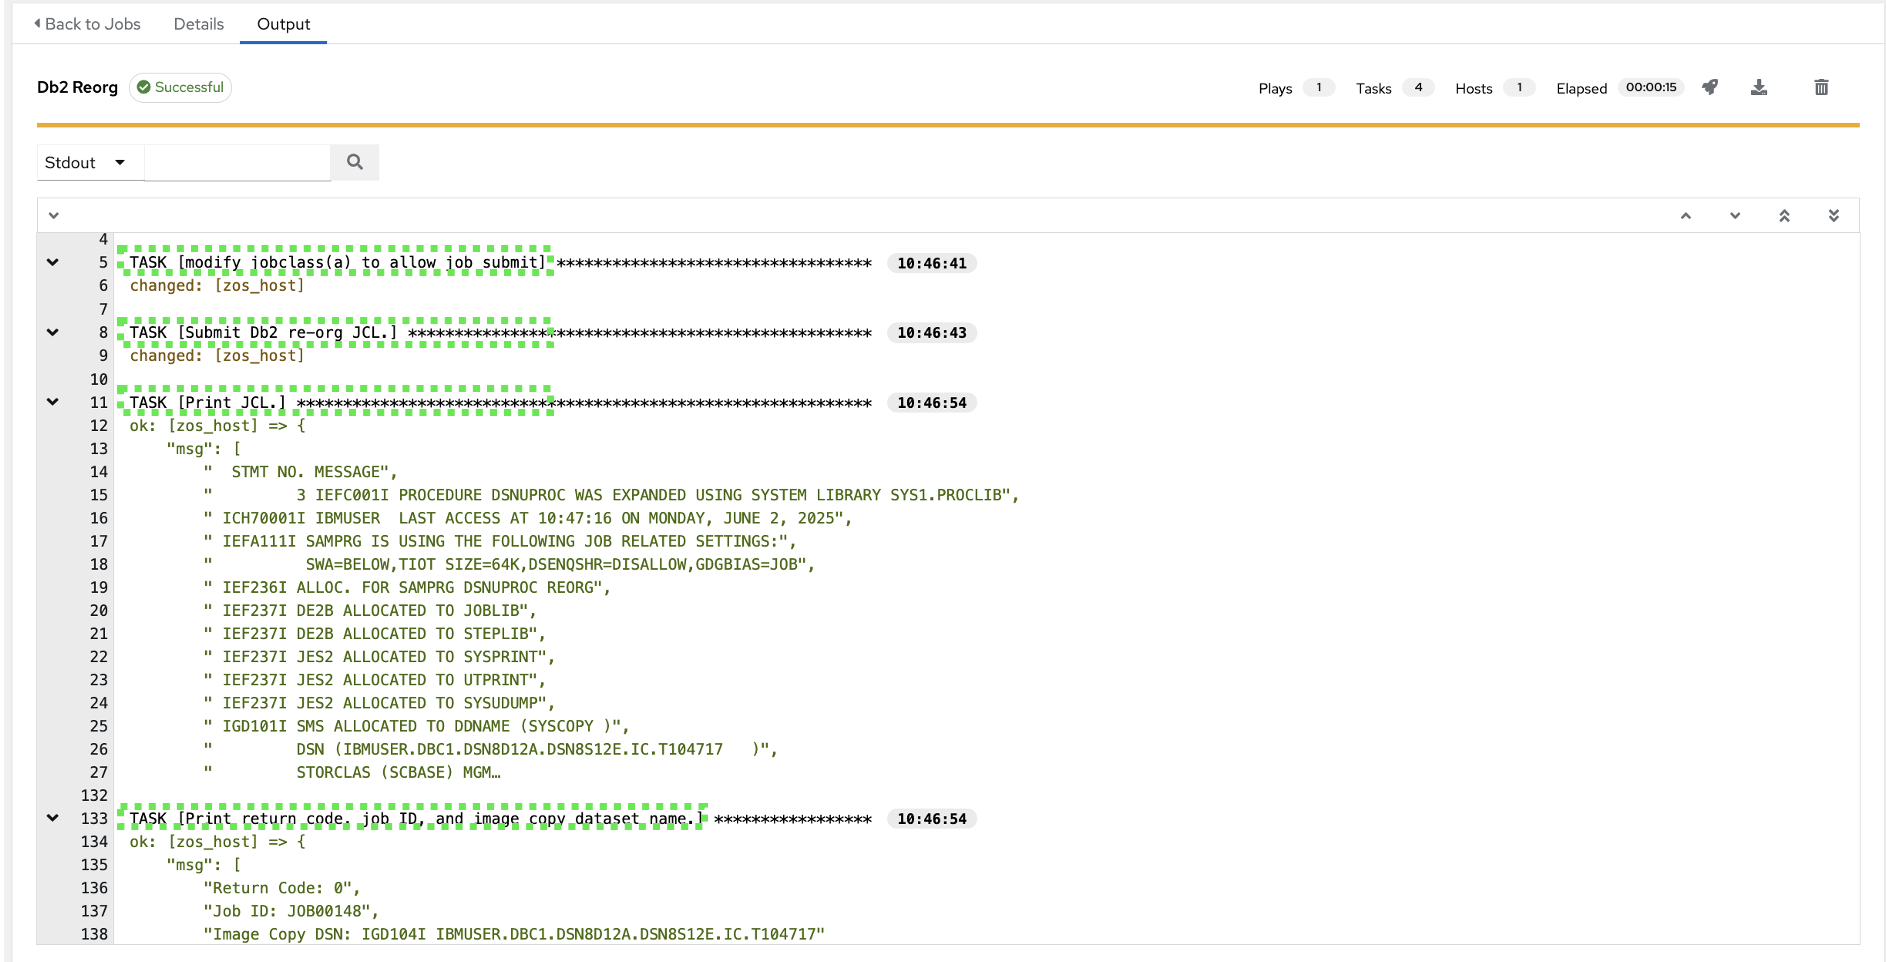 Back to Jobs Details Output
Db2 Reorg Successful Plays 1 Tasks 4 Hosts 1 Elapsed 00:00:15
Stdout
4
5 TASK [modify jobclass(a) to allow job submit] ********************************** 10:46:41
6 changed: [zos_host]
7
8 TASK [Submit Db2 re-org JCL.] ************************************************** 10:46:43
9 changed: [zos_host]
10
11 TASK [Print JCL.] ************************************************************** 10:46:54
12 ok: [zos_host] => {
13 "msg": [
14 "  STMT NO. MESSAGE",
15 "         3 IEFC001I PROCEDURE DSNUPROC WAS EXPANDED USING SYSTEM LIBRARY SYS1.PROCLIB",
16 " ICH70001I IBMUSER  LAST ACCESS AT 10:47:16 ON MONDAY, JUNE 2, 2025",
17 " IEFA111I SAMPRG IS USING THE FOLLOWING JOB RELATED SETTINGS:",
18 "          SWA=BELOW,TIOT SIZE=64K,DSENQSHR=DISALLOW,GDGBIAS=JOB",
19 " IEF236I ALLOC. FOR SAMPRG DSNUPROC REORG",
20 " IEF237I DE2B ALLOCATED TO JOBLIB",
21 " IEF237I DE2B ALLOCATED TO STEPLIB",
22 " IEF237I JES2 ALLOCATED TO SYSPRINT",
23 " IEF237I JES2 ALLOCATED TO UTPRINT",
24 " IEF237I JES2 ALLOCATED TO SYSUDUMP",
25 " IGD101I SMS ALLOCATED TO DDNAME (SYSCOPY )",
26 "         DSN (IBMUSER.DBC1.DSN8D12A.DSN8S12E.IC.T104717   )",
27 "         STORCLAS (SCBASE) MGM…
132
133 TASK [Print return code. job ID, and image copy dataset name.] ***************** 10:46:54
134 ok: [zos_host] => {
135 "msg": [
136 "Return Code: 0",
137 "Job ID: JOB00148",
138 "Image Copy DSN: IGD104I IBMUSER.DBC1.DSN8D12A.DSN8S12E.IC.T104717"